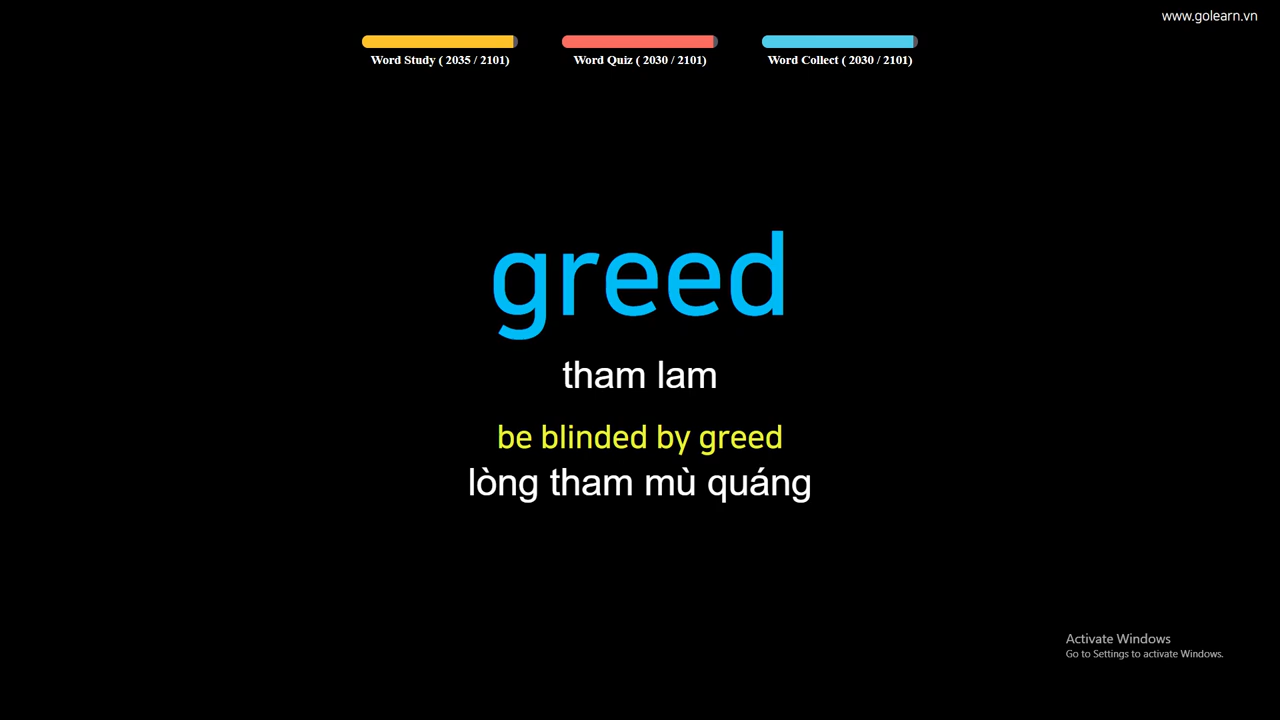 www.golearn.vn
Word Study ( 2035 / 2101)
Word Quiz ( 2030 / 2101)
Word Collect ( 2030 / 2101)
greed
tham lam
be blinded by greed
lòng tham mù quáng
Activate Windows
Go to Settings to activate Windows.